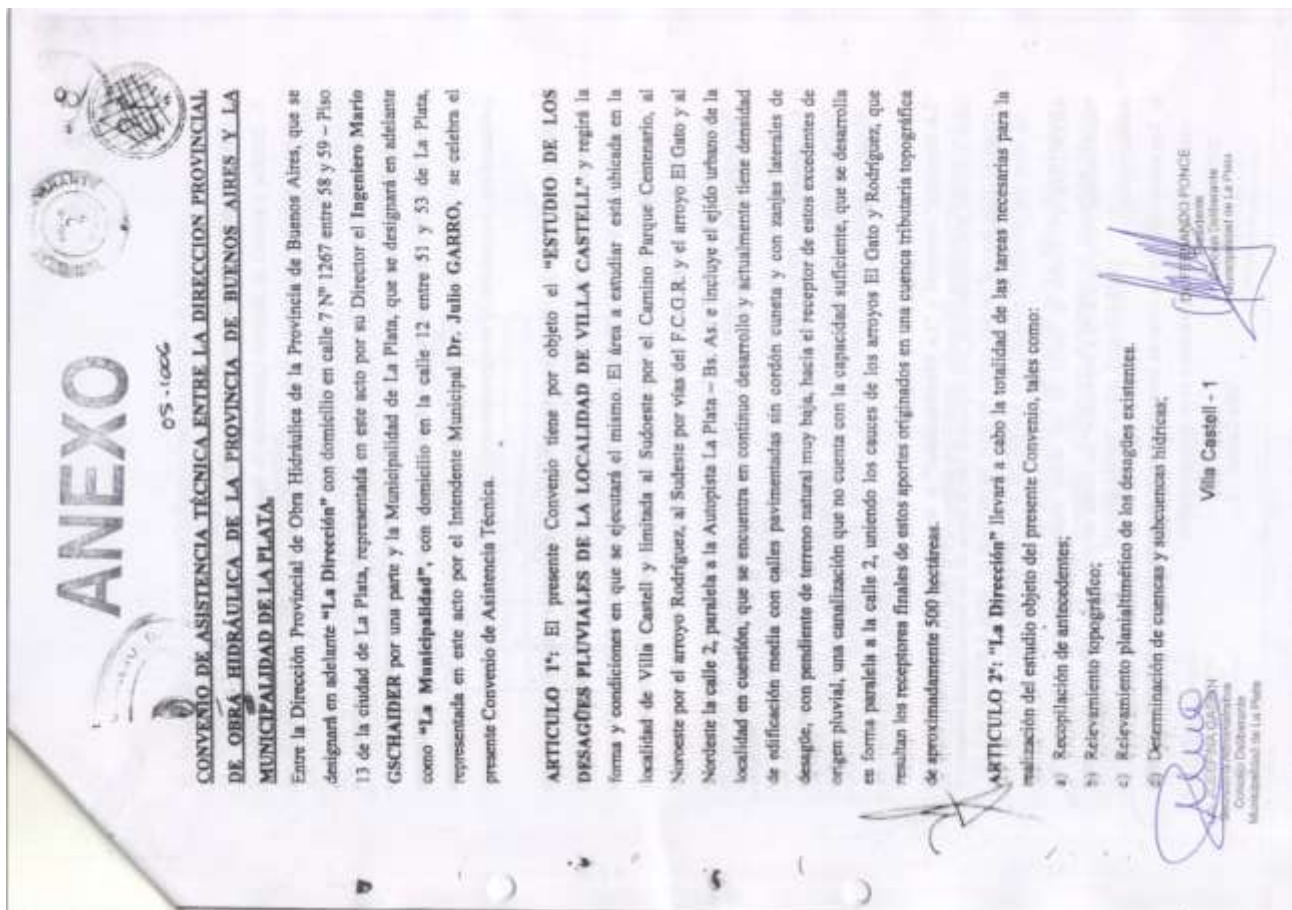 ANEXO
05-1006
CONVENIO DE ASISTENCIA TÉCNICA ENTRE LA DIRECCION PROVINCIAL
DE OBRA HIDRÁULICA DE LA PROVINCIA DE BUENOS AIRES Y LA
MUNICIPALIDAD DE LA PLATA.
Entre la Dirección Provincial de Obra Hidráulica de la Provincia de Buenos Aires, que se
designará en adelante "La Dirección" con domicilio en calle 7 Nº 1267 entre 58 y 59 – Piso
13 de la ciudad de La Plata, representada en este acto por su Director el Ingeniero Mario
GSCHAIDER por una parte y la Municipalidad de La Plata, que se designará en adelante
como "La Municipalidad", con domicilio en la calle 12 entre 51 y 53 de La Plata,
representada en este acto por el Intendente Municipal Dr. Julio GARRO, se celebra el
presente Convenio de Asistencia Técnica.
ARTICULO 1º: El presente Convenio tiene por objeto el "ESTUDIO DE LOS
DESAGÜES PLUVIALES DE LA LOCALIDAD DE VILLA CASTELL" y regirá la
forma y condiciones en que se ejecutará el mismo. El área a estudiar está ubicada en la
localidad de Villa Castell y limitada al Sudoeste por el Camino Parque Centenario, al
Noroeste por el arroyo Rodríguez, al Sudeste por vías del F.C.G.R. y el arroyo El Gato y al
Nordeste la calle 2, paralela a la Autopista La Plata – Bs. As. e incluye el ejido urbano de la
localidad en cuestión, que se encuentra en continuo desarrollo y actualmente tiene densidad
de edificación media con calles pavimentadas sin cordón cuneta y con zanjas laterales de
desagüe, con pendiente de terreno natural muy baja, hacia el receptor de estos excedentes de
origen pluvial, una canalización que no cuenta con la capacidad suficiente, que se desarrolla
en forma paralela a la calle 2, uniendo los cauces de los arroyos El Gato y Rodríguez, que
resultan los receptores finales de estos aportes originados en una cuenca tributaria topográfica
de aproximadamente 500 hectáreas.
ARTICULO 2º: "La Dirección" llevará a cabo la totalidad de las tareas necesarias para la
realización del estudio objeto del presente Convenio, tales como:
a) Recopilación de antecedentes;
b) Relevamiento topográfico;
c) Relevamiento planialtimétrico de los desagües existentes.
d) Determinación de cuencas y subcuencas hídricas;
Concejo Deliberante
Municipalidad de La Plata
Villa Castell - 1
FERNANDO PONCE
Presidente
Concejo Deliberante
Municipalidad de La Plata